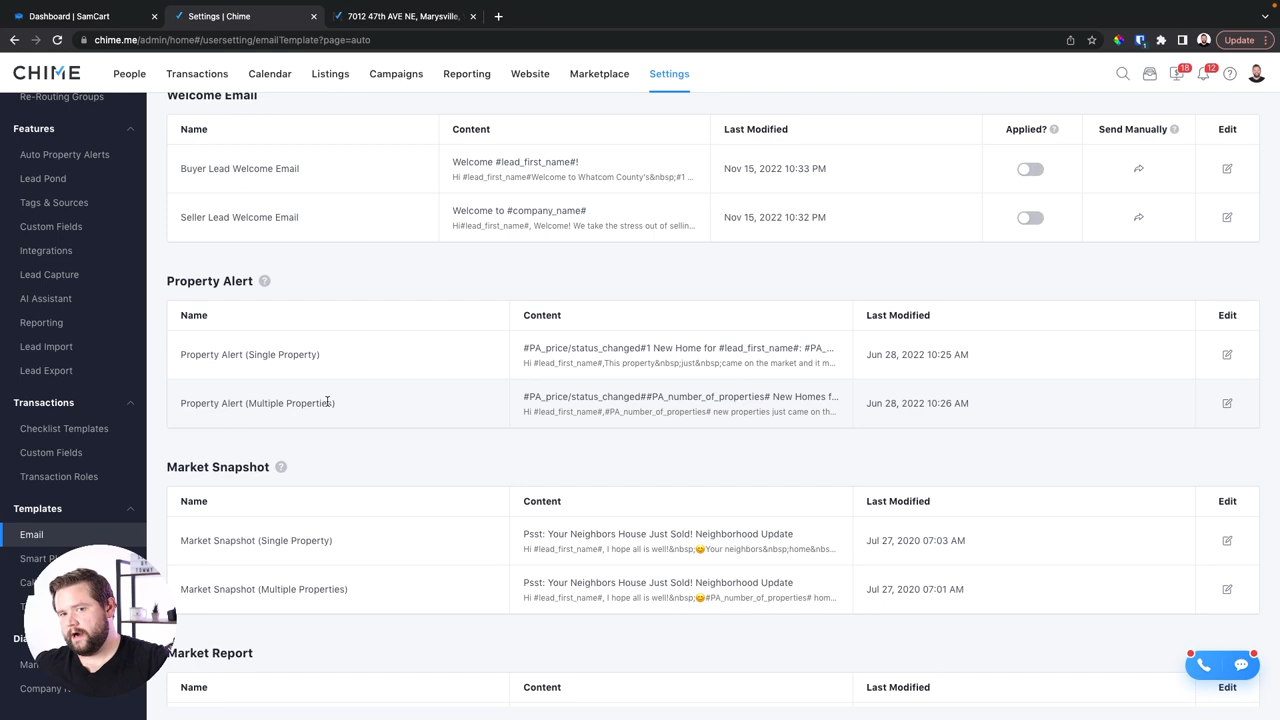 Dashboard | SamCart
Settings | Chime
7012 47th AVE NE, Marysville,
chime.me/admin/home#/usersetting/emailTemplate?page=auto
Update
CHIME
People
Transactions
Calendar
Listings
Campaigns
Reporting
Website
Marketplace
Settings
18
12
Re-Routing Groups
Features
Auto Property Alerts
Lead Pond
Tags & Sources
Custom Fields
Integrations
Lead Capture
AI Assistant
Reporting
Lead Import
Lead Export
Transactions
Checklist Templates
Custom Fields
Transaction Roles
Templates
Email
Smart Pl
Ca
T
Dia
Mar
Company
Welcome Email
Name Content Last Modified Applied? Send Manually Edit
Buyer Lead Welcome Email
Welcome #lead_first_name#!
Hi #lead_first_name#Welcome to Whatcom County's&nbsp;#1 ...
Nov 15, 2022 10:33 PM
Seller Lead Welcome Email
Welcome to #company_name#
Hi#lead_first_name#, Welcome! We take the stress out of sellin...
Nov 15, 2022 10:32 PM
Property Alert
Name Content Last Modified Edit
Property Alert (Single Property)
#PA_price/status_changed#1 New Home for #lead_first_name#: #PA_...
Hi #lead_first_name#,This property&nbsp;just&nbsp;came on the market and it m...
Jun 28, 2022 10:25 AM
Property Alert (Multiple Properties)
#PA_price/status_changed##PA_number_of_properties# New Homes f...
Hi #lead_first_name#,#PA_number_of_properties# new properties just came on th...
Jun 28, 2022 10:26 AM
Market Snapshot
Name Content Last Modified Edit
Market Snapshot (Single Property)
Psst: Your Neighbors House Just Sold! Neighborhood Update
Hi #lead_first_name#, I hope all is well!&nbsp;😊Your neighbors&nbsp;home&nbs...
Jul 27, 2020 07:03 AM
Market Snapshot (Multiple Properties)
Psst: Your Neighbors House Just Sold! Neighborhood Update
Hi #lead_first_name#, I hope all is well!&nbsp;😊#PA_number_of_properties# hom...
Jul 27, 2020 07:01 AM
Market Report
Name Content Last Modified Edit